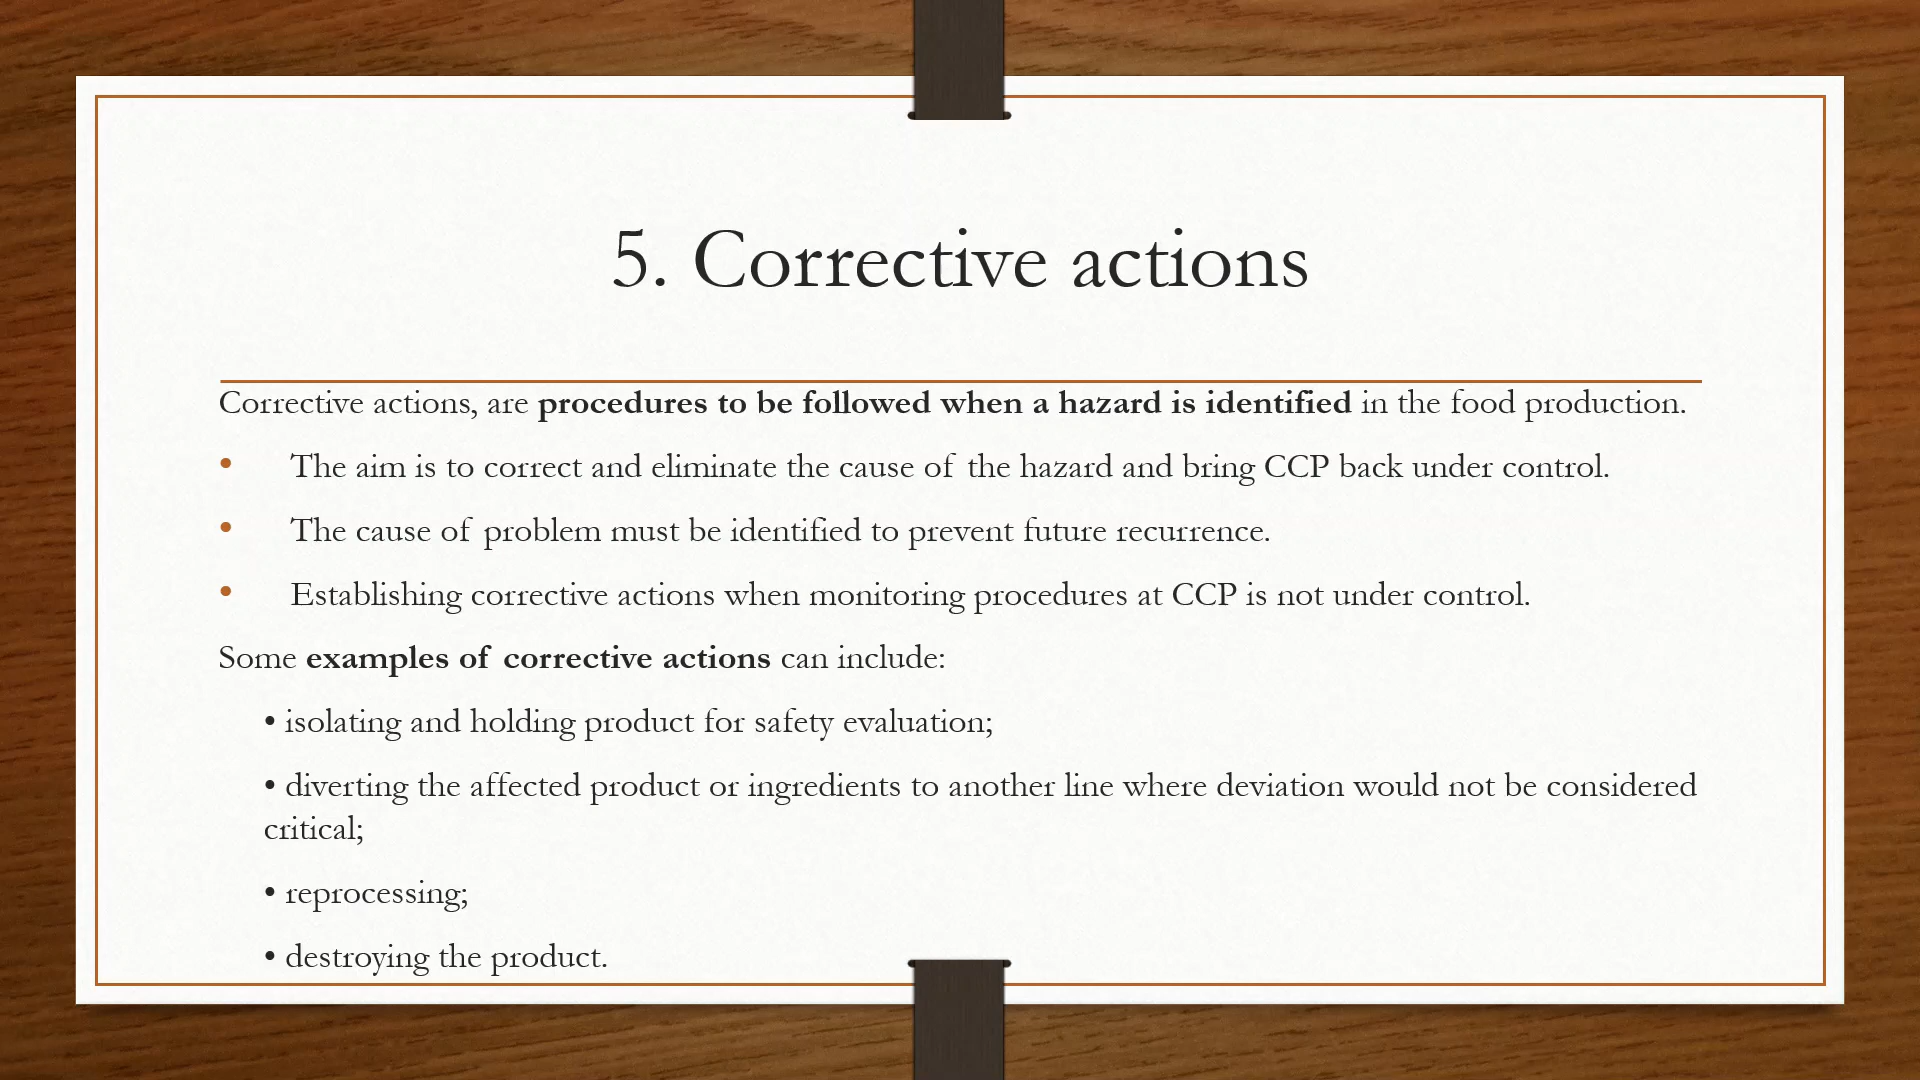 5. Corrective actions
Corrective actions, are procedures to be followed when a hazard is identified in the food production.
• The aim is to correct and eliminate the cause of the hazard and bring CCP back under control.
• The cause of problem must be identified to prevent future recurrence.
• Establishing corrective actions when monitoring procedures at CCP is not under control.
Some examples of corrective actions can include:
• isolating and holding product for safety evaluation;
• diverting the affected product or ingredients to another line where deviation would not be considered
critical;
• reprocessing;
• destroying the product.